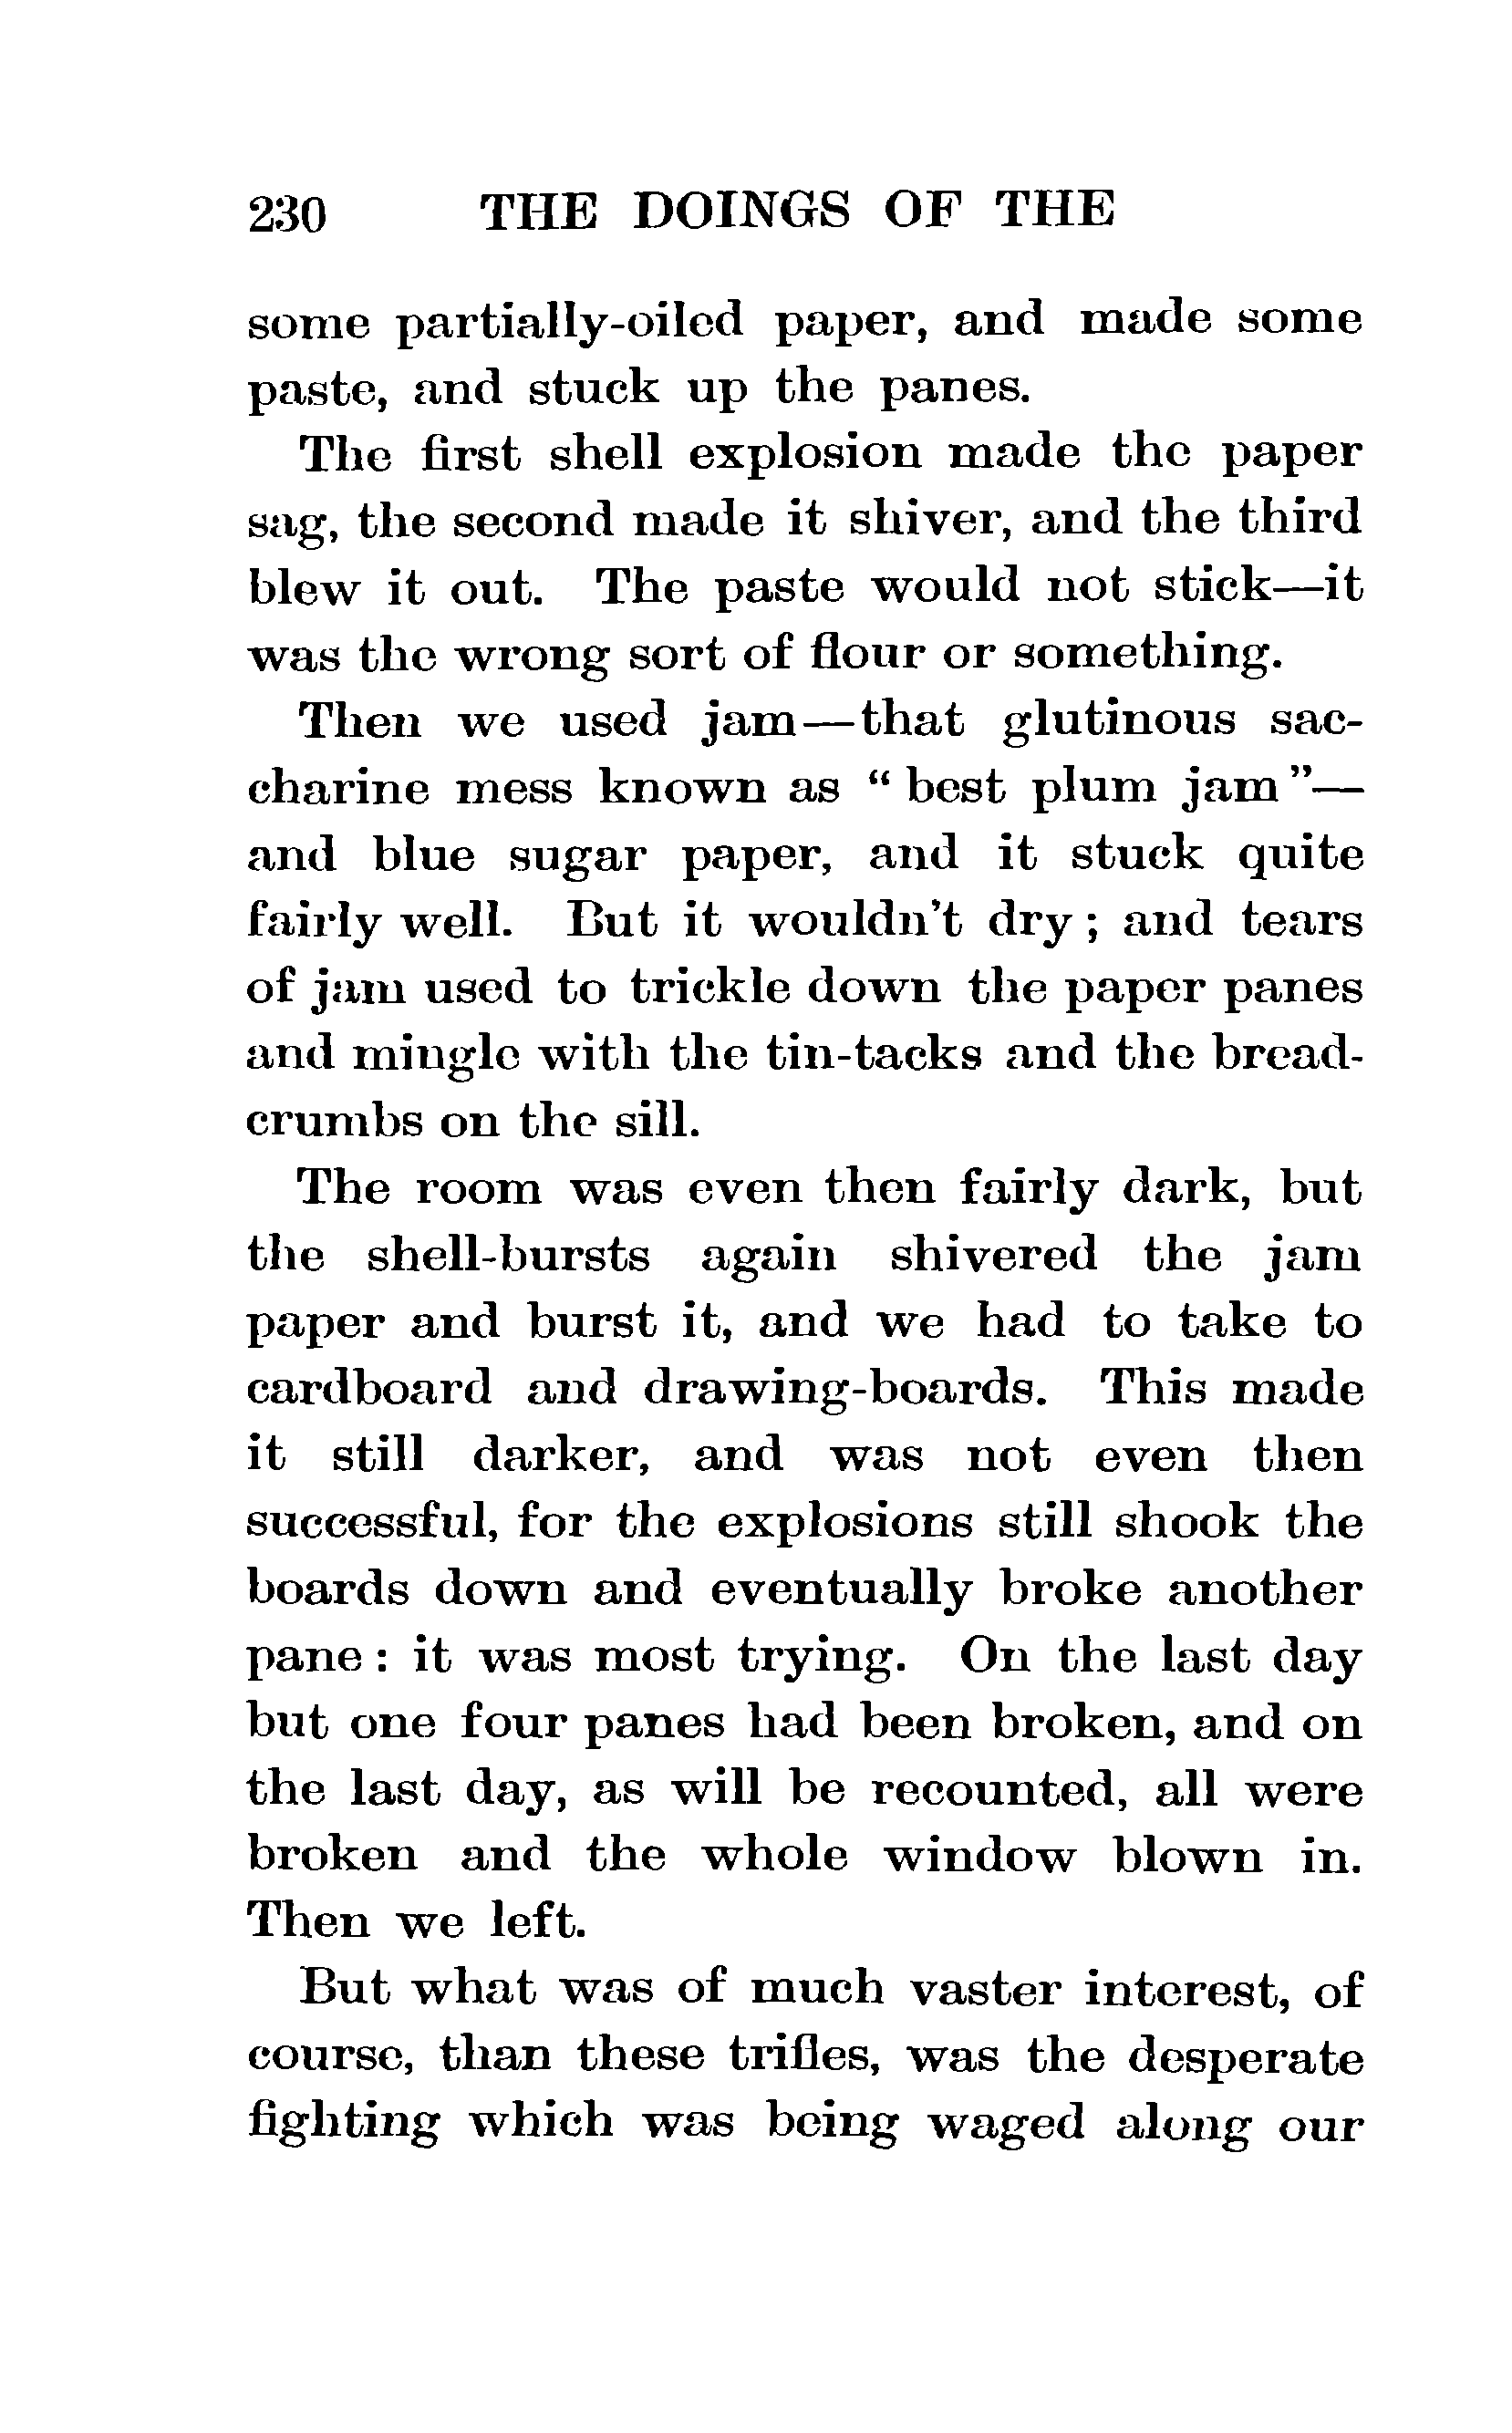 230 THE DOINGS OF THE
some partially-oiled paper, and made some
paste, and stuck up the panes.
The first shell explosion made the paper
sag, the second made it shiver, and the third
blew it out. The paste would not stick—it
was the wrong sort of flour or something.
Then we used jam—that glutinous sac-
charine mess known as “ best plum jam ”—
and blue sugar paper, and it stuck quite
fairly well. But it wouldn’t dry ; and tears
of jam used to trickle down the paper panes
and mingle with the tin-tacks and the bread-
crumbs on the sill.
The room was even then fairly dark, but
the shell-bursts again shivered the jam
paper and burst it, and we had to take to
cardboard and drawing-boards. This made
it still darker, and was not even then
successful, for the explosions still shook the
boards down and eventually broke another
pane : it was most trying. On the last day
but one four panes had been broken, and on
the last day, as will be recounted, all were
broken and the whole window blown in.
Then we left.
But what was of much vaster interest, of
course, than these trifles, was the desperate
fighting which was being waged along our